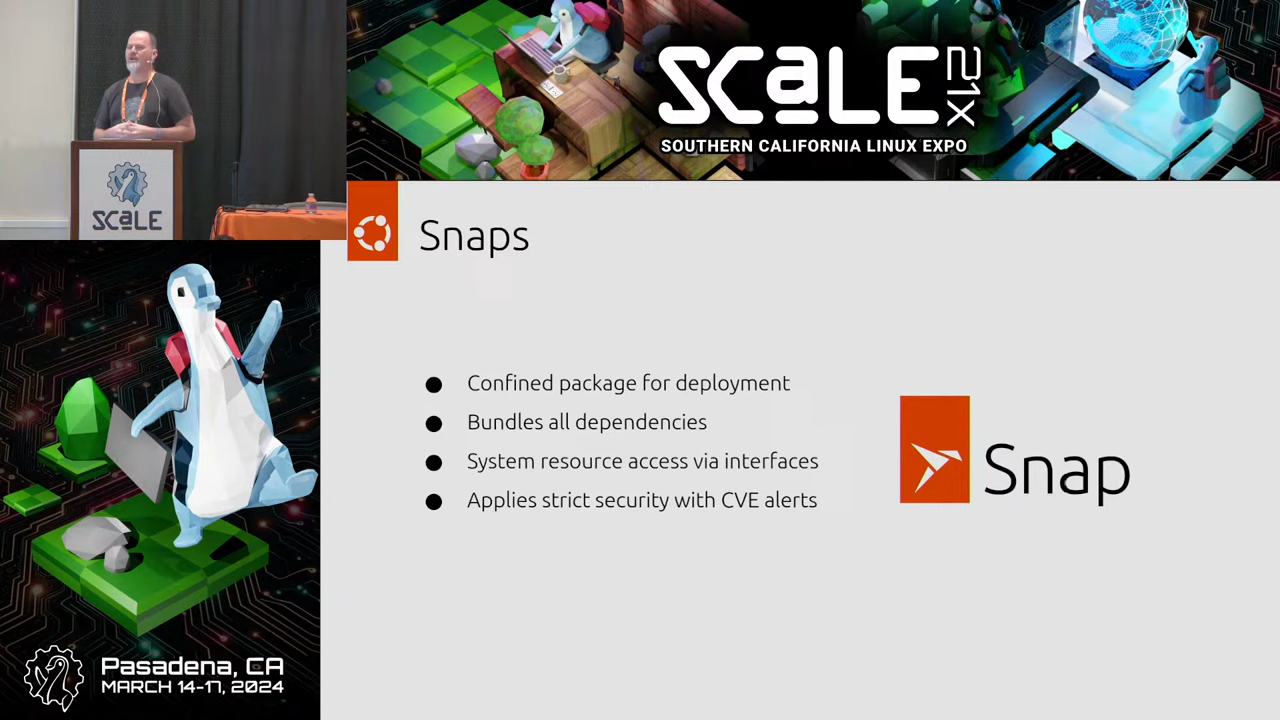 SCaLE 21x
SOUTHERN CALIFORNIA LINUX EXPO
SCaLE
Snaps
● Confined package for deployment
● Bundles all dependencies
● System resource access via interfaces
● Applies strict security with CVE alerts
Snap
Pasadena, CA
MARCH 14-17, 2024